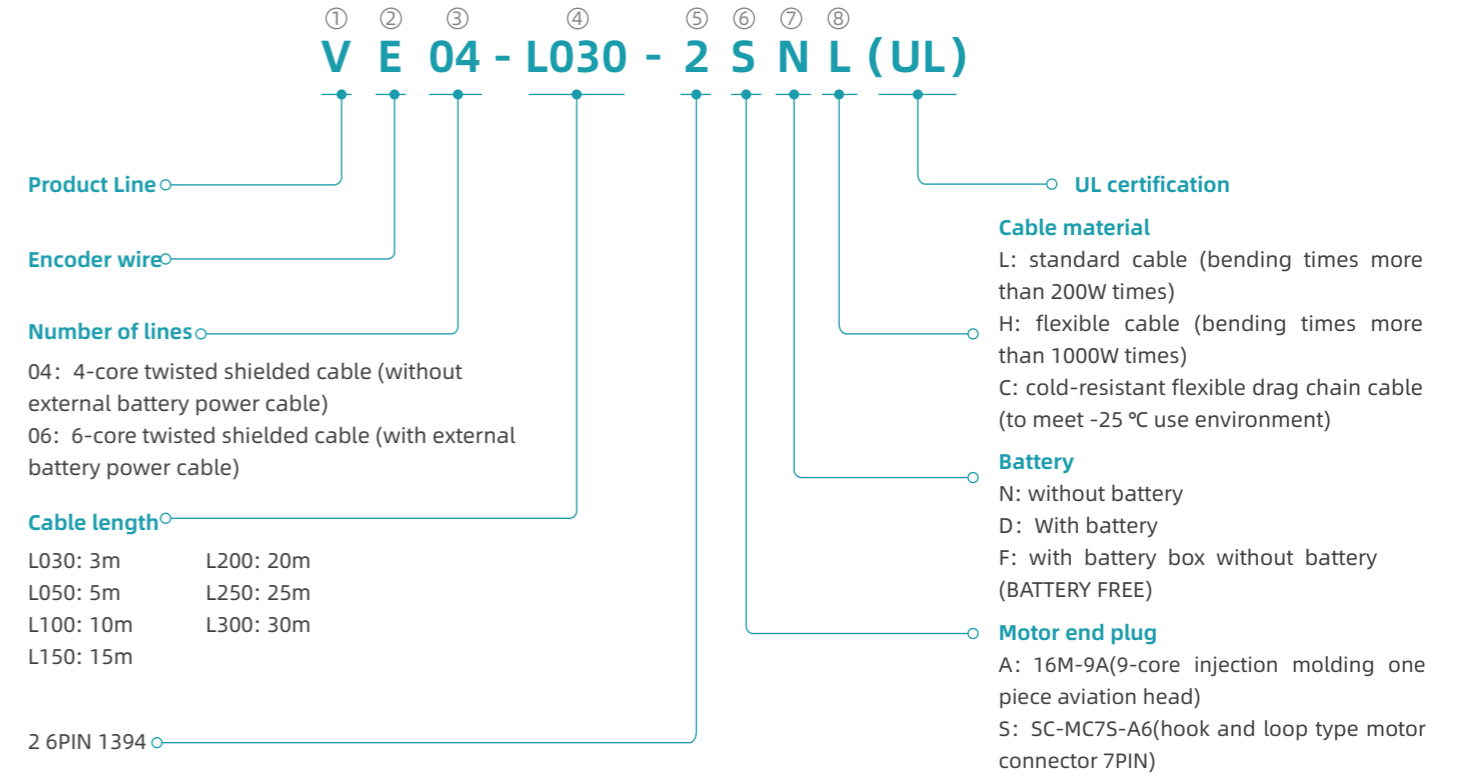 ① ② ③ ④ ⑤ ⑥ ⑦ ⑧
V E 04 - L030 - 2 S N L (UL)
Product Line
Encoder wire
Number of lines
04: 4-core twisted shielded cable (without
external battery power cable)
06: 6-core twisted shielded cable (with external
battery power cable)
Cable length
L030: 3m L200: 20m
L050: 5m L250: 25m
L100: 10m L300: 30m
L150: 15m
2 6PIN 1394
UL certification
Cable material
L: standard cable (bending times more
than 200W times)
H: flexible cable (bending times more
than 1000W times)
C: cold-resistant flexible drag chain cable
(to meet -25 ℃ use environment)
Battery
N: without battery
D: With battery
F: with battery box without battery
(BATTERY FREE)
Motor end plug
A: 16M-9A(9-core injection molding one
piece aviation head)
S: SC-MC7S-A6(hook and loop type motor
connector 7PIN)